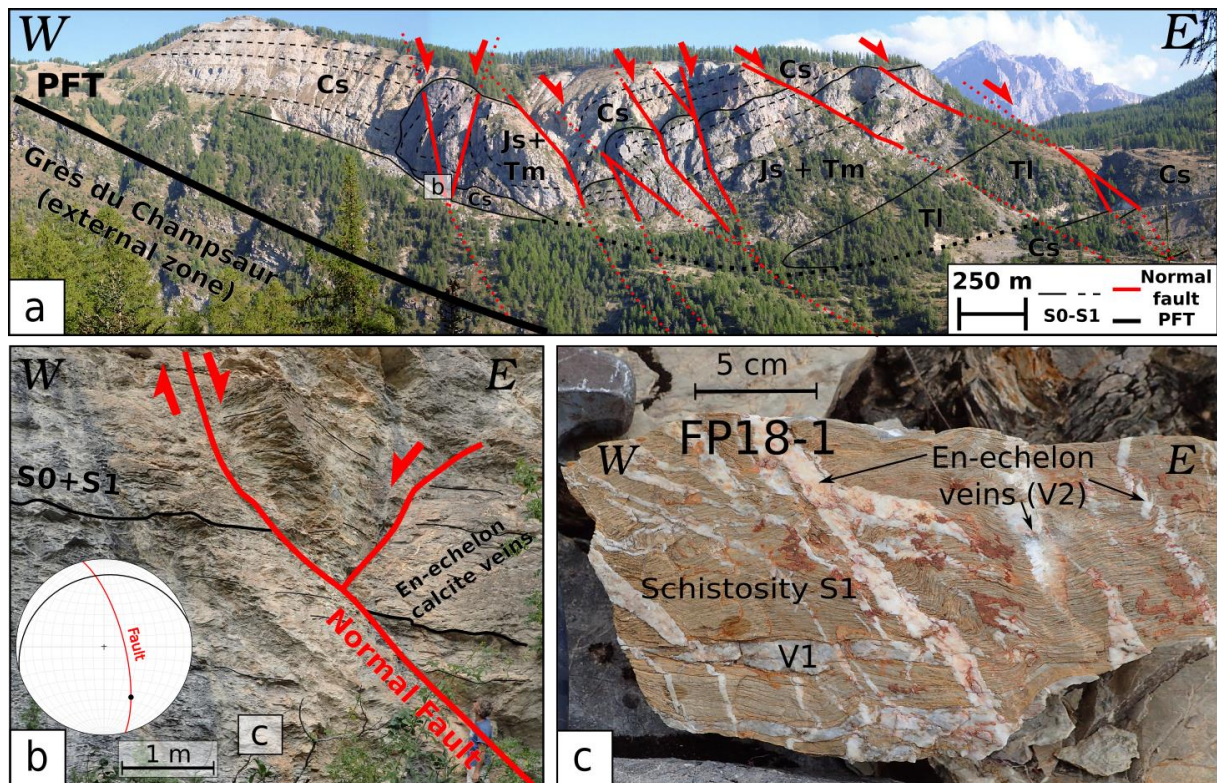 W
E
PFT
Cs
Cs
Cs
Js+
Tm
Js + Tm
Tl
Cs
b
Cs
Tl
Cs
Grès du Champsaur
(external zone)
250 m
Normal
fault
S0-S1
PFT
a
W
E
S0+S1
En-echelon
calcite veins
Fault
Normal Fault
c
1 m
b
5 cm
FP18-1
W
En-echelon
veins (V2)
E
Schistosity S1
V1
c